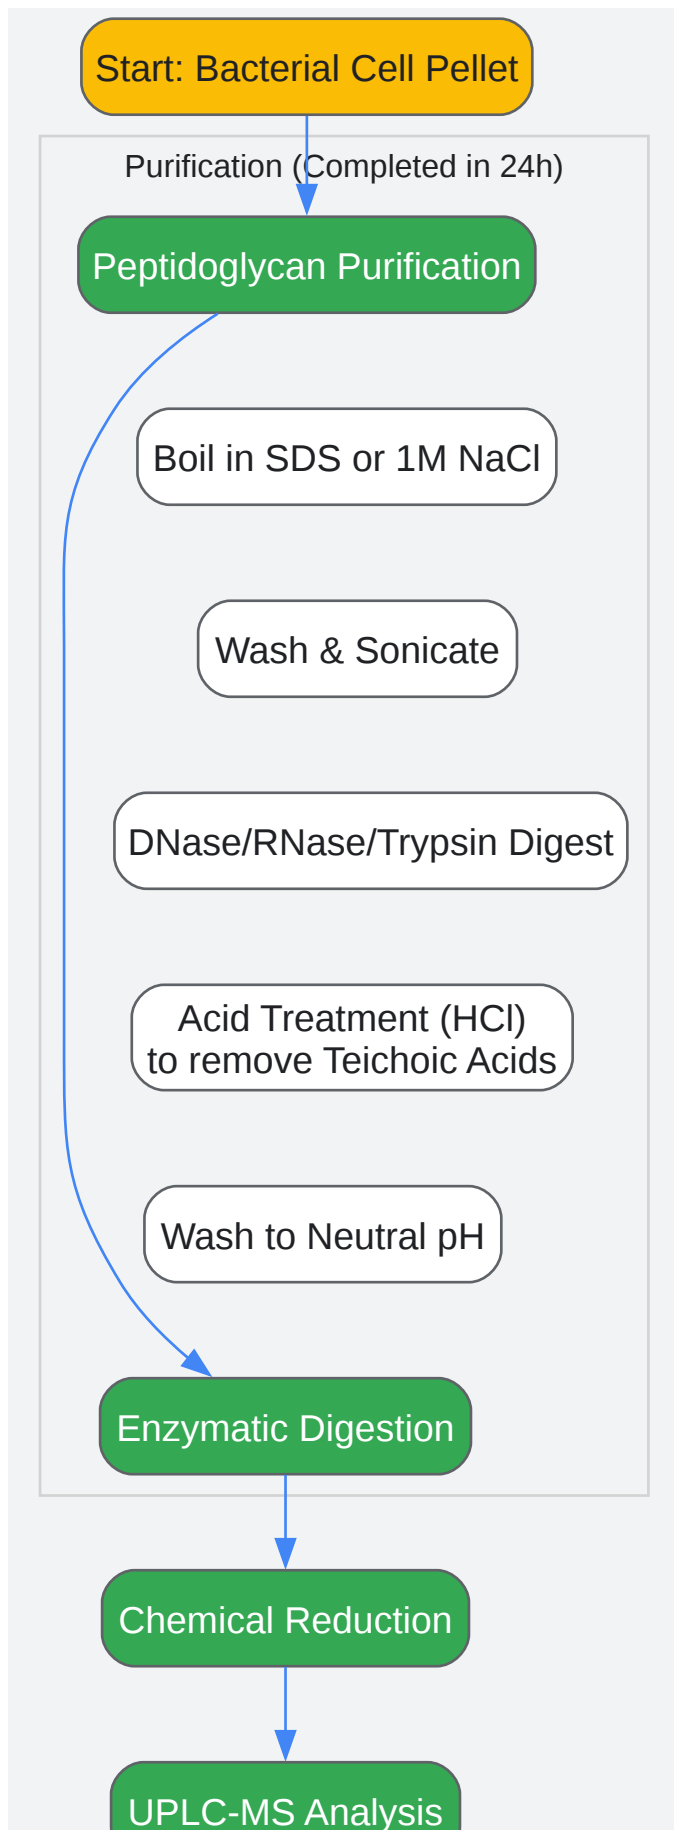 Start: Bacterial Cell Pellet
Purification (Completed in 24h)
Peptidoglycan Purification
Boil in SDS or 1M NaCl
Wash & Sonicate
DNase/RNase/Trypsin Digest
Acid Treatment (HCl)
to remove Teichoic Acids
Wash to Neutral pH
Enzymatic Digestion
Chemical Reduction
UPLC-MS Analysis